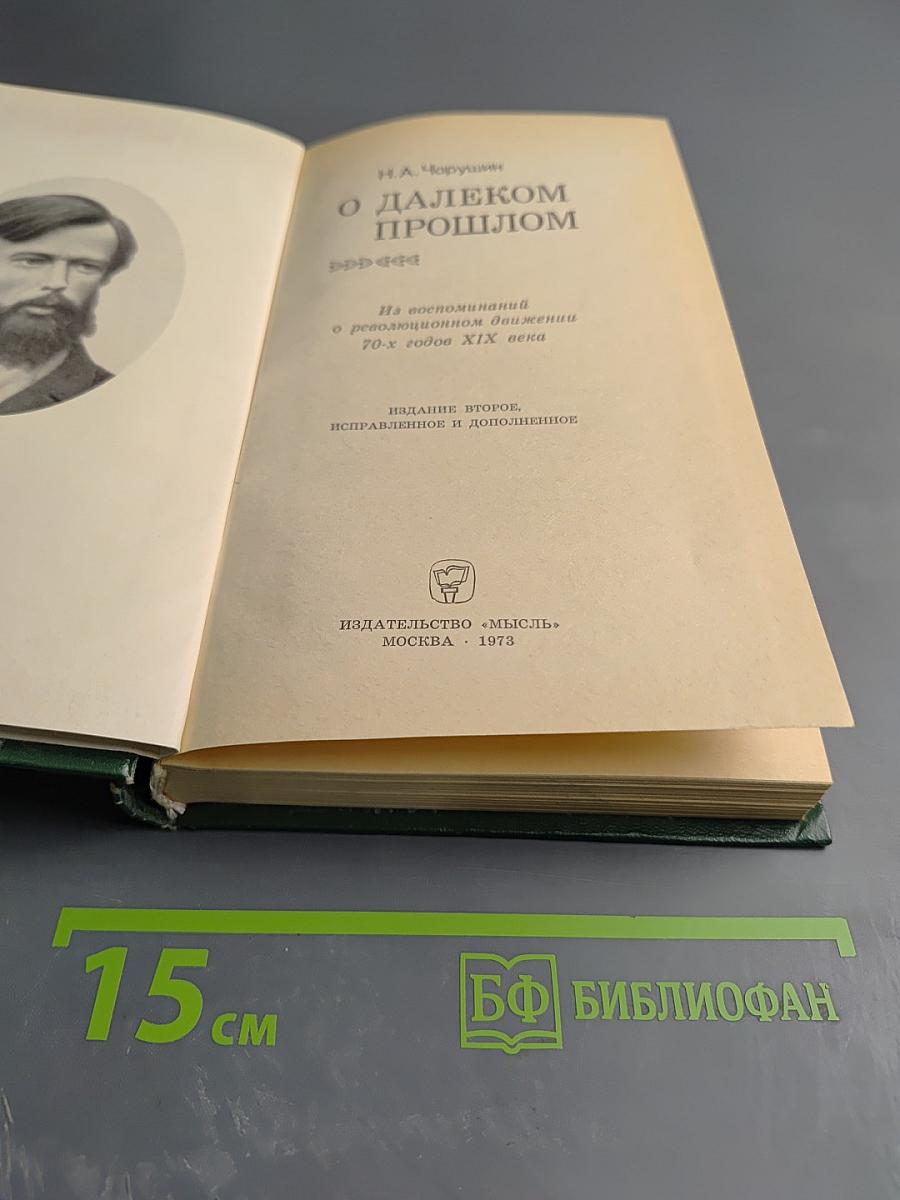 Н. А. Чарушин
О ДАЛЕКОМ
ПРОШЛОМ
Из воспоминаний
о революционном движении
70-х годов XIX века
ИЗДАНИЕ ВТОРОЕ,
ИСПРАВЛЕННОЕ И ДОПОЛНЕННОЕ
ИЗДАТЕЛЬСТВО «МЫСЛЬ»
МОСКВА · 1973
15 см
БФ БИБЛИОФАН